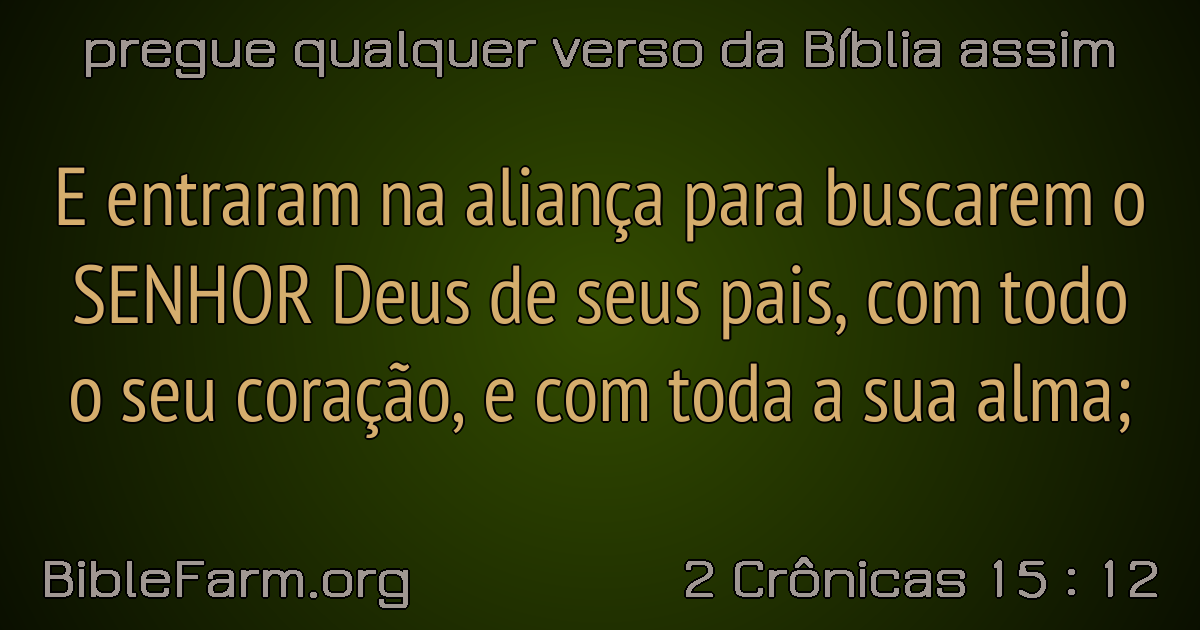 pregue qualquer verso da Bíblia assim
E entraram na aliança para buscarem o
SENHOR Deus de seus pais, com todo
o seu coração, e com toda a sua alma;
BibleFarm.org
2 Crônicas 15 : 12